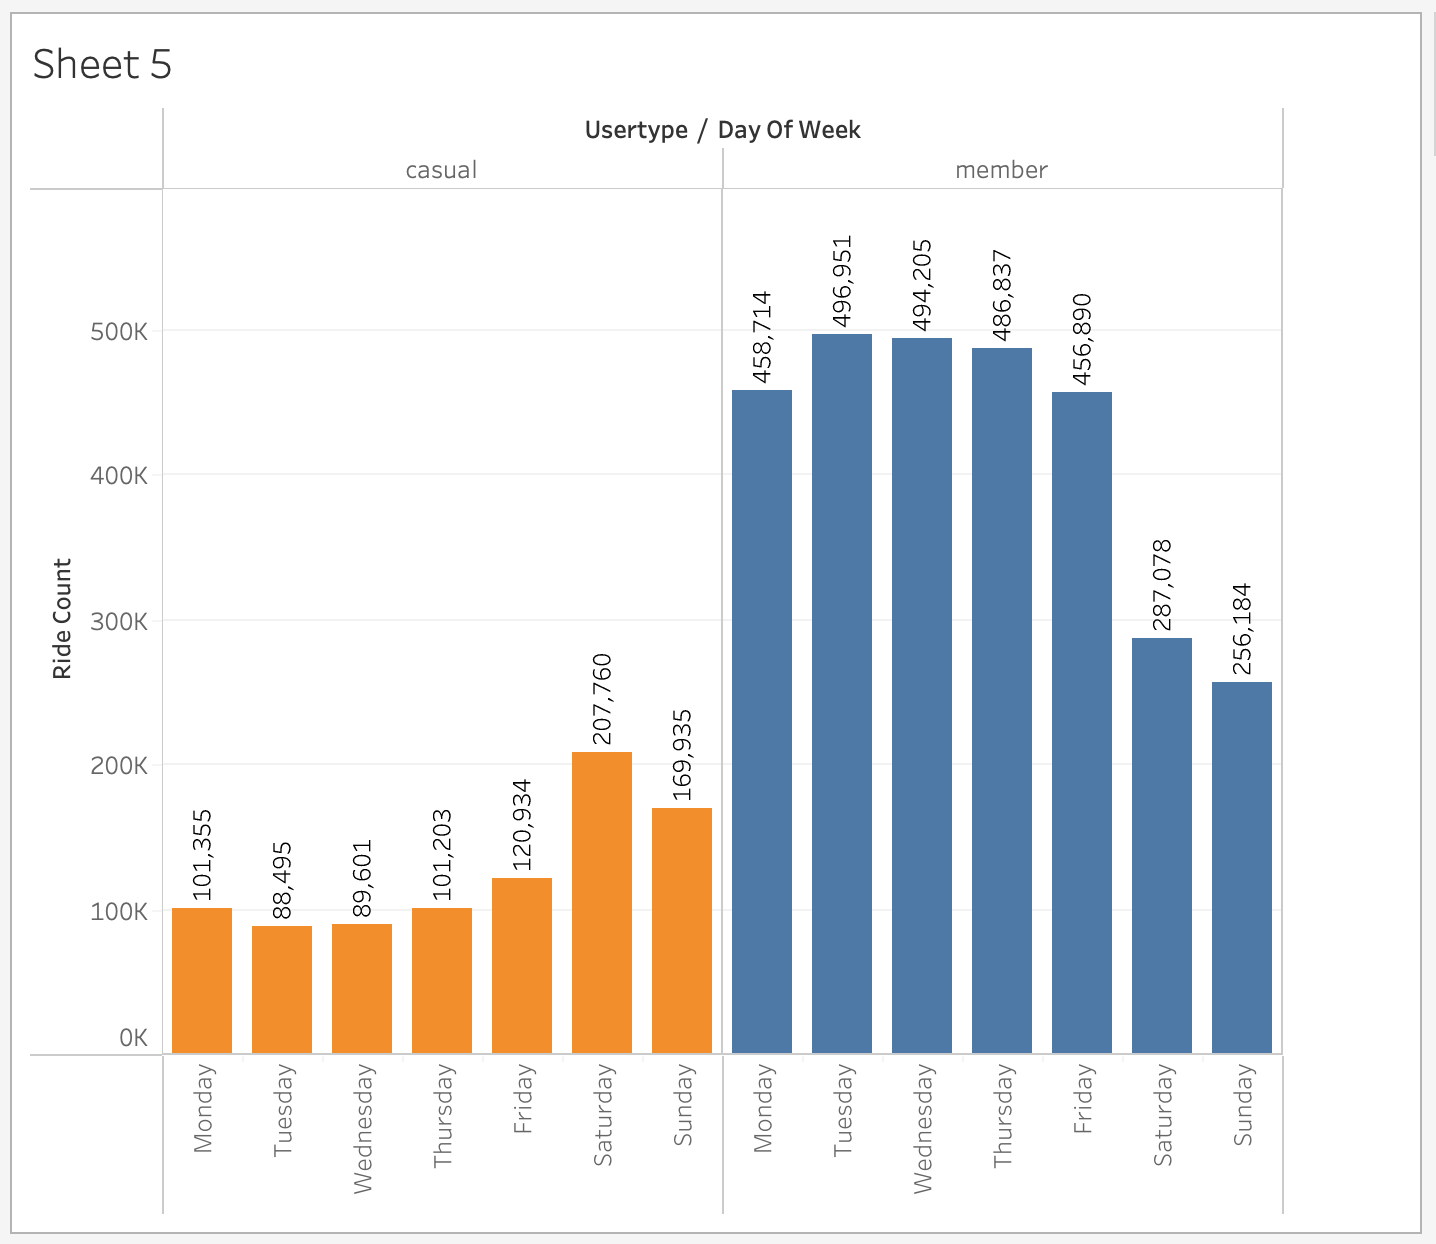 Sheet 5
Usertype / Day Of Week
casual
member
Ride Count
500K
400K
300K
200K
100K
0K
101,355
88,495
89,601
101,203
120,934
207,760
169,935
458,714
496,951
494,205
486,837
456,890
287,078
256,184
Monday
Tuesday
Wednesday
Thursday
Friday
Saturday
Sunday
Monday
Tuesday
Wednesday
Thursday
Friday
Saturday
Sunday